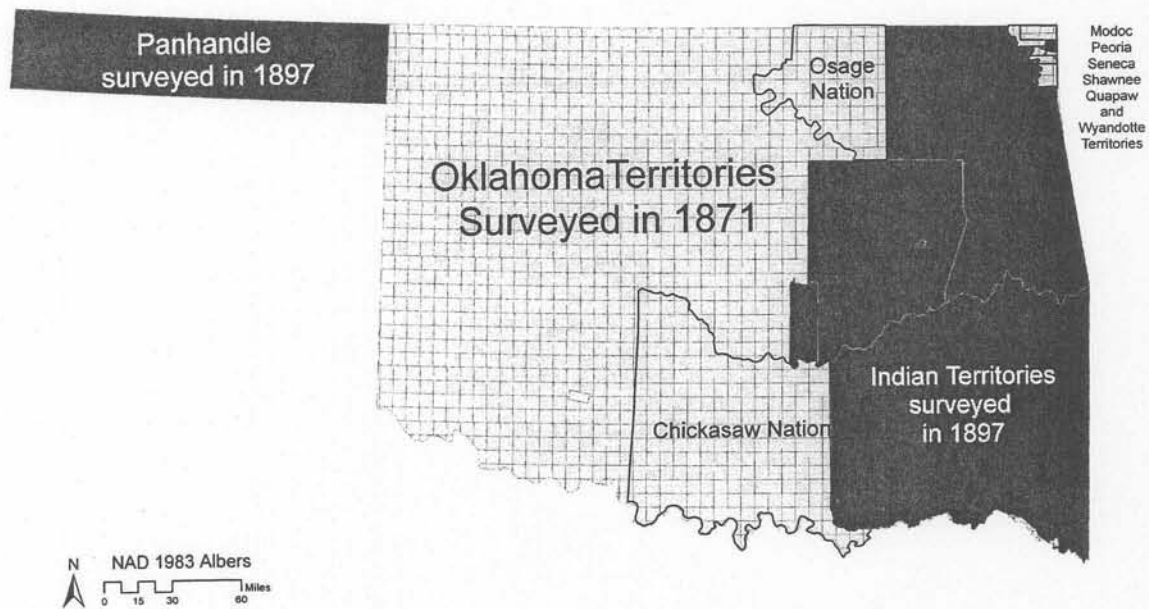 Panhandle
surveyed in 1897
Osage
Nation
Modoc
Peoria
Seneca
Shawnee
Quapaw
and
Wyandotte
Territories
OklahomaTerritories
Surveyed in 1871
Indian Territories
surveyed
in 1897
Chickasaw Nation
N
NAD 1983 Albers
Miles
0 15 30 60